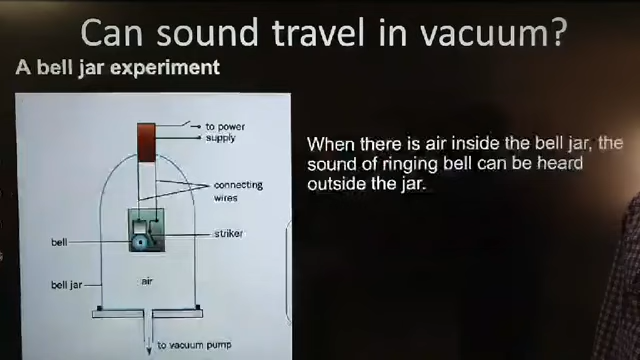 Can sound travel in vacuum?
A bell jar experiment
to power
supply
When there is air inside the bell jar, the
sound of ringing bell can be heard
outside the jar.
connecting
wires
bell
striker
air
bell jar
to vacuum pump